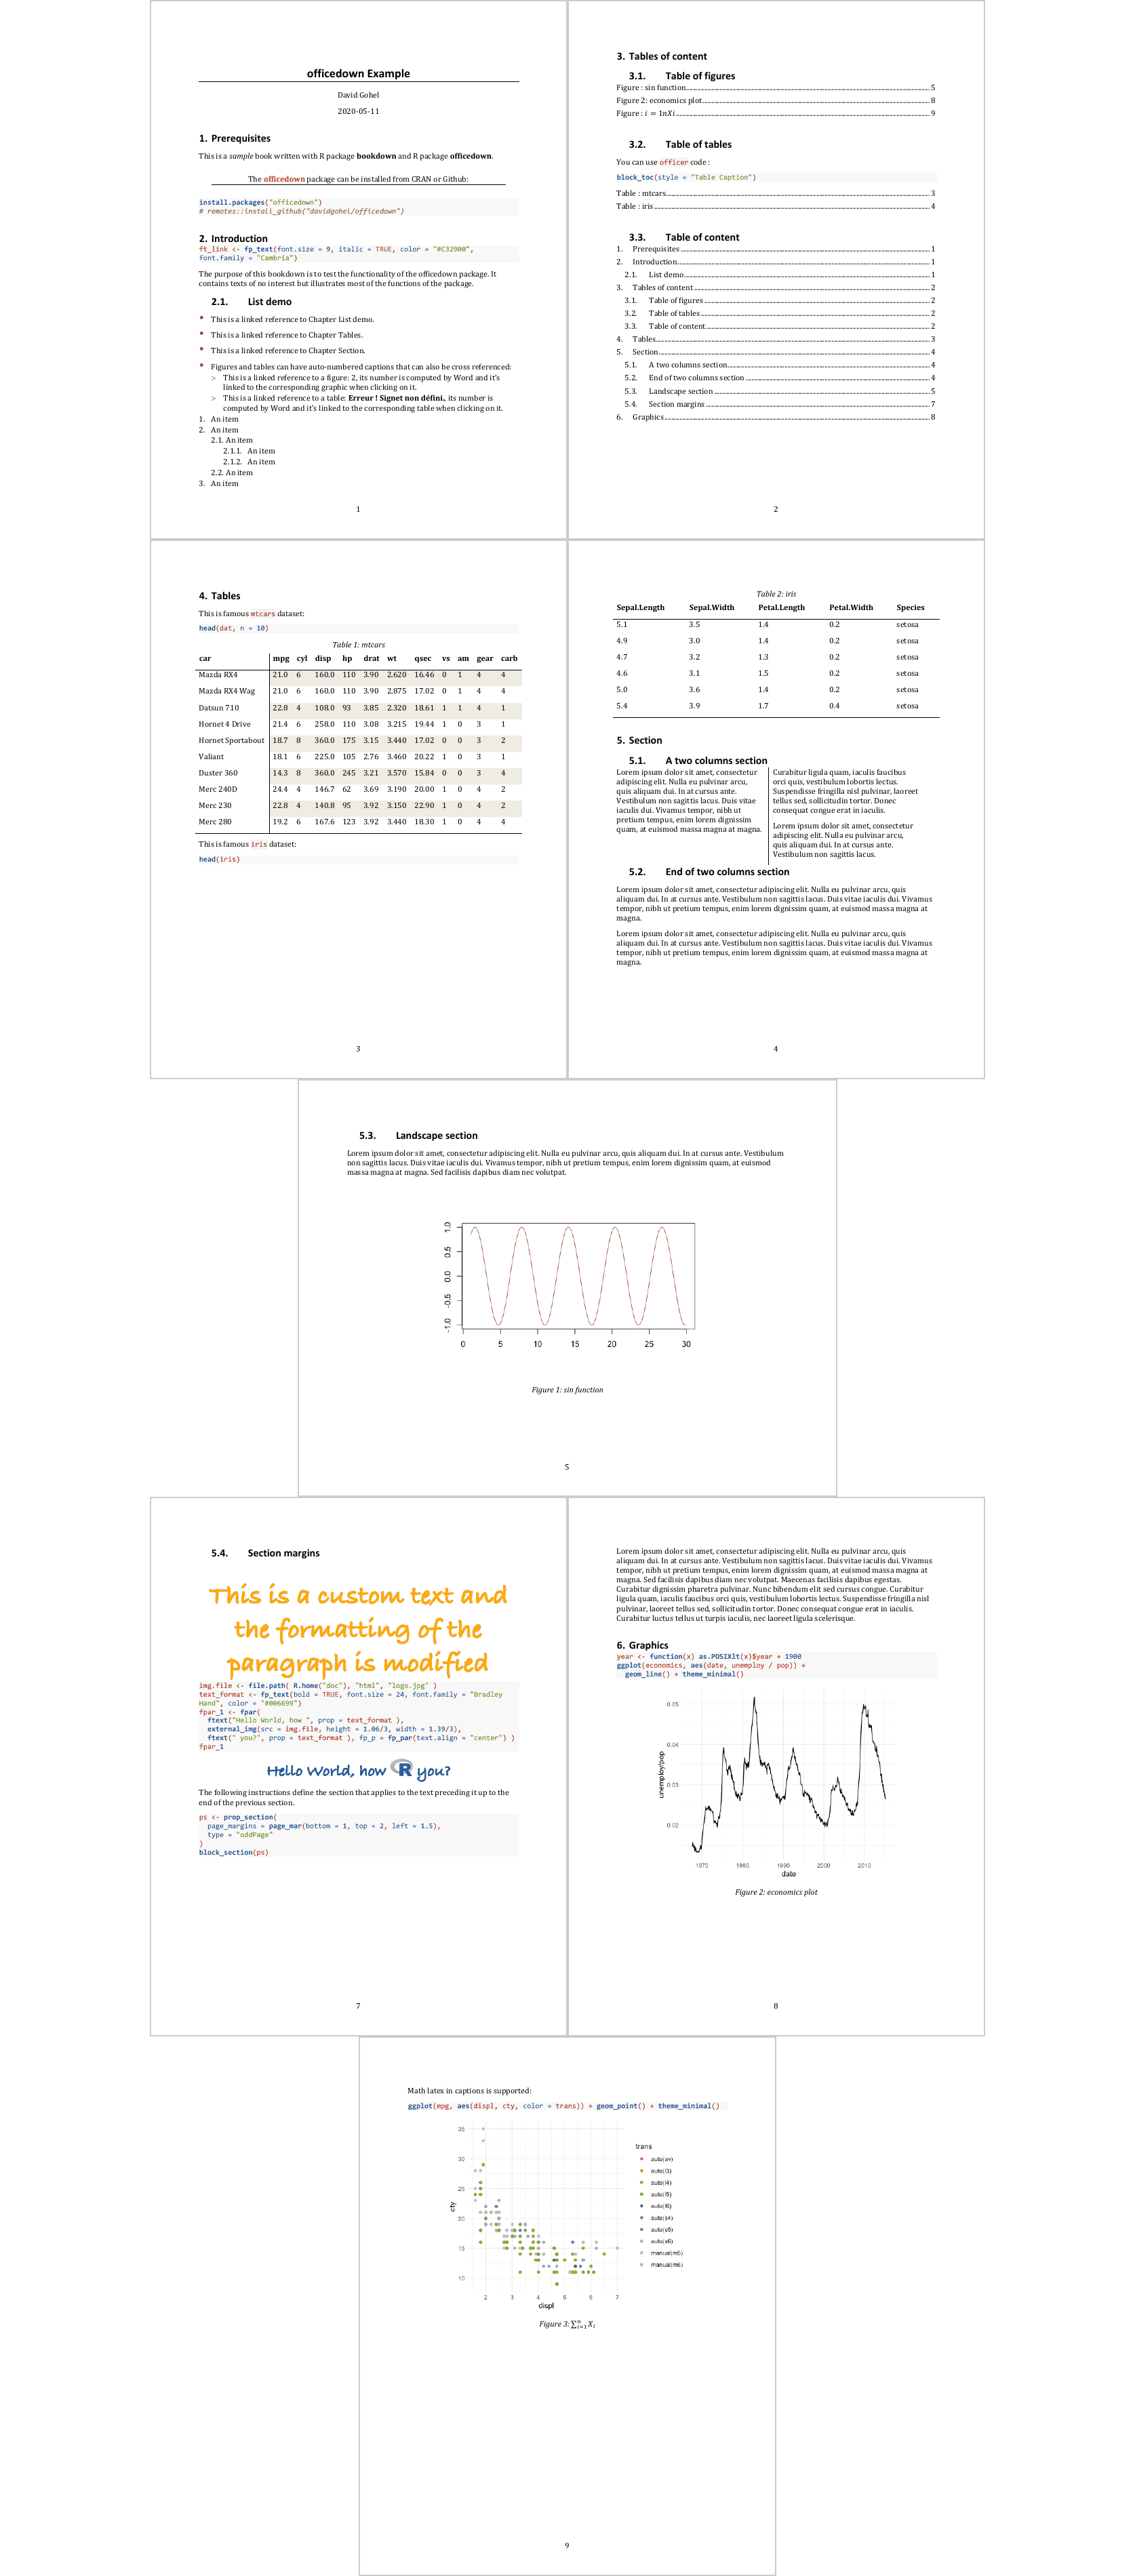 officedown Example
David Gohel
2020-05-11
1. Prerequisites
This is a sample book written with R package bookdown and R package officedown.
The officedown package can be installed from CRAN or Github:
install.packages("officedown")
# remotes::install_github("davidgohel/officedown")
2. Introduction
ft_link <- fp_text(font.size = 9, italic = TRUE, color = "#C32900",
font.family = "Cambria")
The purpose of this bookdown is to test the functionality of the officedown package. It
contains texts of no interest but illustrates most of the functions of the package.
2.1. List demo
• This is a linked reference to Chapter List demo.
• This is a linked reference to Chapter Tables.
• This is a linked reference to Chapter Section.
• Figures and tables can have auto-numbered captions that can also be cross referenced:
> This is a linked reference to a figure: 2, its number is computed by Word and it's
linked to the corresponding graphic when clicking on it.
> This is a linked reference to a table: Erreur ! Signet non défini., its number is
computed by Word and it's linked to the corresponding table when clicking on it.
1. An item
2. An item
2.1. An item
2.1.1. An item
2.1.2. An item
2.2. An item
3. An item
1
3. Tables of content
3.1. Table of figures
Figure : sin function 5
Figure 2: economics plot 8
Figure : i = 1nXi 9
3.2. Table of tables
You can use officer code :
block_toc(style = "Table Caption")
Table : mtcars 3
Table : iris 4
3.3. Table of content
1. Prerequisites 1
2. Introduction 1
2.1. List demo 1
3. Tables of content 2
3.1. Table of figures 2
3.2. Table of tables 2
3.3. Table of content 2
4. Tables 3
5. Section 4
5.1. A two columns section 4
5.2. End of two columns section 4
5.3. Landscape section 5
5.4. Section margins 7
6. Graphics 8
2
4. Tables
This is famous mtcars dataset:
head(dat, n = 10)
Table 1: mtcars
car mpg cyl disp hp drat wt qsec vs am gear carb
Mazda RX4 21.0 6 160.0 110 3.90 2.620 16.46 0 1 4 4
Mazda RX4 Wag 21.0 6 160.0 110 3.90 2.875 17.02 0 1 4 4
Datsun 710 22.8 4 108.0 93 3.85 2.320 18.61 1 1 4 1
Hornet 4 Drive 21.4 6 258.0 110 3.08 3.215 19.44 1 0 3 1
Hornet Sportabout 18.7 8 360.0 175 3.15 3.440 17.02 0 0 3 2
Valiant 18.1 6 225.0 105 2.76 3.460 20.22 1 0 3 1
Duster 360 14.3 8 360.0 245 3.21 3.570 15.84 0 0 3 4
Merc 240D 24.4 4 146.7 62 3.69 3.190 20.00 1 0 4 2
Merc 230 22.8 4 140.8 95 3.92 3.150 22.90 1 0 4 2
Merc 280 19.2 6 167.6 123 3.92 3.440 18.30 1 0 4 4
This is famous iris dataset:
head(iris)
3
Table 2: iris
Sepal.Length Sepal.Width Petal.Length Petal.Width Species
5.1 3.5 1.4 0.2 setosa
4.9 3.0 1.4 0.2 setosa
4.7 3.2 1.3 0.2 setosa
4.6 3.1 1.5 0.2 setosa
5.0 3.6 1.4 0.2 setosa
5.4 3.9 1.7 0.4 setosa
5. Section
5.1. A two columns section
Lorem ipsum dolor sit amet, consectetur
adipiscing elit. Nulla eu pulvinar arcu,
quis aliquam dui. In at cursus ante.
Vestibulum non sagittis lacus. Duis vitae
iaculis dui. Vivamus tempor, nibh ut
pretium tempus, enim lorem dignissim
quam, at euismod massa magna at magna.
Curabitur ligula quam, iaculis faucibus
orci quis, vestibulum lobortis lectus.
Suspendisse fringilla nisl pulvinar, laoreet
tellus sed, sollicitudin tortor. Donec
consequat congue erat in iaculis.
Lorem ipsum dolor sit amet, consectetur
adipiscing elit. Nulla eu pulvinar arcu,
quis aliquam dui. In at cursus ante.
Vestibulum non sagittis lacus.
5.2. End of two columns section
Lorem ipsum dolor sit amet, consectetur adipiscing elit. Nulla eu pulvinar arcu, quis
aliquam dui. In at cursus ante. Vestibulum non sagittis lacus. Duis vitae iaculis dui. Vivamus
tempor, nibh ut pretium tempus, enim lorem dignissim quam, at euismod massa magna at
magna.
Lorem ipsum dolor sit amet, consectetur adipiscing elit. Nulla eu pulvinar arcu, quis
aliquam dui. In at cursus ante. Vestibulum non sagittis lacus. Duis vitae iaculis dui. Vivamus
tempor, nibh ut pretium tempus, enim lorem dignissim quam, at euismod massa magna at
magna.
4
5.3. Landscape section
Lorem ipsum dolor sit amet, consectetur adipiscing elit. Nulla eu pulvinar arcu, quis aliquam dui. In at cursus ante. Vestibulum
non sagittis lacus. Duis vitae iaculis dui. Vivamus tempor, nibh ut pretium tempus, enim lorem dignissim quam, at euismod
massa magna at magna. Sed facilisis dapibus diam nec volutpat.
1.0
0.5
0.0
-0.5
-1.0
0 5 10 15 20 25 30
Figure 1: sin function
5
5.4. Section margins
This is a custom text and
the formatting of the
paragraph is modified
img.file <- file.path( R.home("doc"), "html", "logo.jpg" )
text_format <- fp_text(bold = TRUE, font.size = 24, font.family = "Bradley
Hand", color = "#006699")
fpar_1 <- fpar(
ftext("Hello World, how ", prop = text_format ),
external_img(src = img.file, height = 1.06/3, width = 1.39/3),
ftext(" you?", prop = text_format ), fp_p = fp_par(text.align = "center") )
fpar_1
Hello World, how R you?
The following instructions define the section that applies to the text preceding it up to the
end of the previous section.
ps <- prop_section(
page_margins = page_mar(bottom = 1, top = 2, left = 1.5),
type = "oddPage"
)
block_section(ps)
7
Lorem ipsum dolor sit amet, consectetur adipiscing elit. Nulla eu pulvinar arcu, quis
aliquam dui. In at cursus ante. Vestibulum non sagittis lacus. Duis vitae iaculis dui. Vivamus
tempor, nibh ut pretium tempus, enim lorem dignissim quam, at euismod massa magna at
magna. Sed facilisis dapibus diam nec volutpat. Maecenas facilisis dapibus egestas.
Curabitur dignissim pharetra pulvinar. Nunc bibendum elit sed cursus congue. Curabitur
ligula quam, iaculis faucibus orci quis, vestibulum lobortis lectus. Suspendisse fringilla nisl
pulvinar, laoreet tellus sed, sollicitudin tortor. Donec consequat congue erat in iaculis.
Curabitur luctus tellus ut turpis iaculis, nec laoreet ligula scelerisque.
6. Graphics
year <- function(x) as.POSIXlt(x)$year + 1900
ggplot(economics, aes(date, unemploy / pop)) +
geom_line() + theme_minimal()
0.05
0.04
0.03
0.02
unemploy/pop
1970 1980 1990 2000 2010
date
Figure 2: economics plot
8
Math latex in captions is supported:
ggplot(mpg, aes(displ, cty, color = trans)) + geom_point() + theme_minimal()
35
30
25
20
15
10
cty
2 3 4 5 6 7
displ
trans
auto(av)
auto(l3)
auto(l4)
auto(l5)
auto(l6)
auto(s4)
auto(s5)
auto(s6)
manual(m5)
manual(m6)
Figure 3: ∑ⁿᵢ₌₁ Xᵢ
9